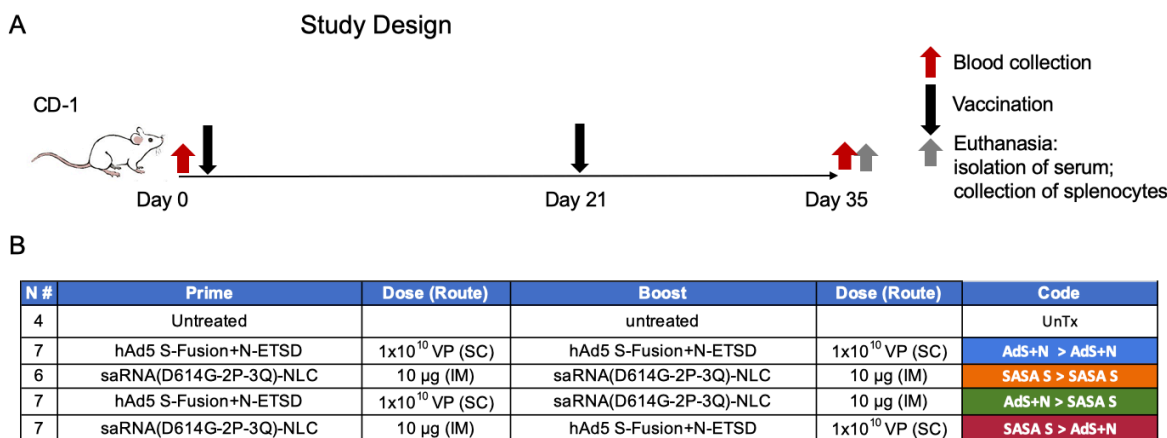 A
Study Design
Blood collection
CD-1
Vaccination
Euthanasia:
isolation of serum;
collection of splenocytes
Day 0 Day 21 Day 35
B
N # Prime Dose (Route) Boost Dose (Route) Code
4 Untreated untreated UnTx
7 hAd5 S-Fusion+N-ETSD 1x10¹⁰ VP (SC) hAd5 S-Fusion+N-ETSD 1x10¹⁰ VP (SC) AdS+N > AdS+N
6 saRNA(D614G-2P-3Q)-NLC 10 µg (IM) saRNA(D614G-2P-3Q)-NLC 10 µg (IM) SASA S > SASA S
7 hAd5 S-Fusion+N-ETSD 1x10¹⁰ VP (SC) saRNA(D614G-2P-3Q)-NLC 10 µg (IM) AdS+N > SASA S
7 saRNA(D614G-2P-3Q)-NLC 10 µg (IM) hAd5 S-Fusion+N-ETSD 1x10¹⁰ VP (SC) SASA S > AdS+N